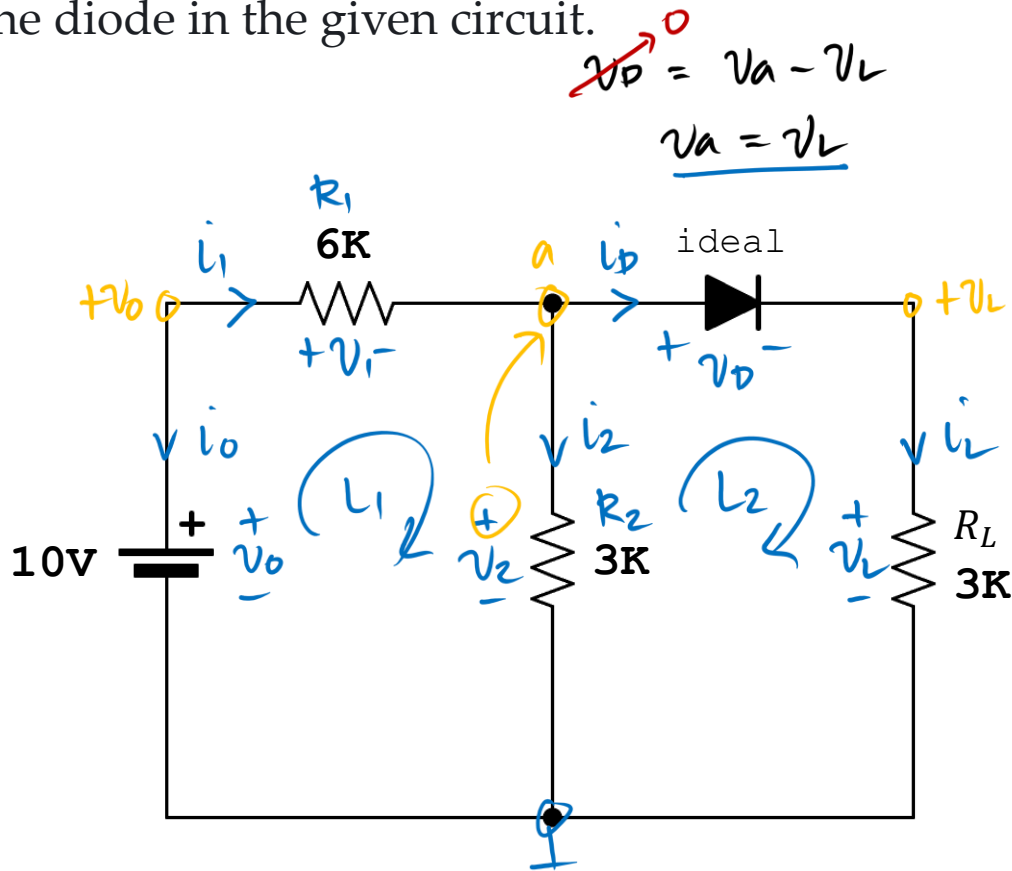 ne diode in the given circuit.
0
vD = va - vL
va = vL
R1
6K
i1
a
iD
ideal
+v0
+vL
+ v1 -
+ vD -
i0
i2
iL
L1
L2
+
+
+
R2
+
RL
10V
v0
v2
3K
vL
3K
-
-
-